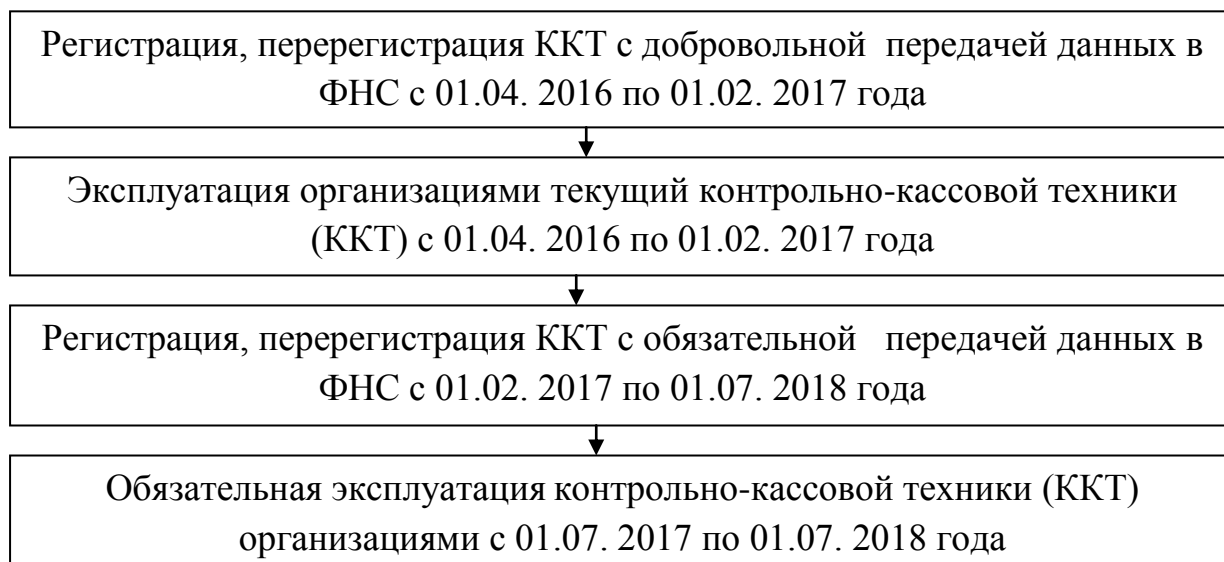 Регистрация, перерегистрация ККТ с добровольной  передачей данных в
ФНС с 01.04. 2016 по 01.02. 2017 года
Эксплуатация организациями текущий контрольно-кассовой техники
(ККТ) с 01.04. 2016 по 01.02. 2017 года
Регистрация, перерегистрация ККТ с обязательной   передачей данных в
ФНС с 01.02. 2017 по 01.07. 2018 года
Обязательная эксплуатация контрольно-кассовой техники (ККТ)
организациями с 01.07. 2017 по 01.07. 2018 года